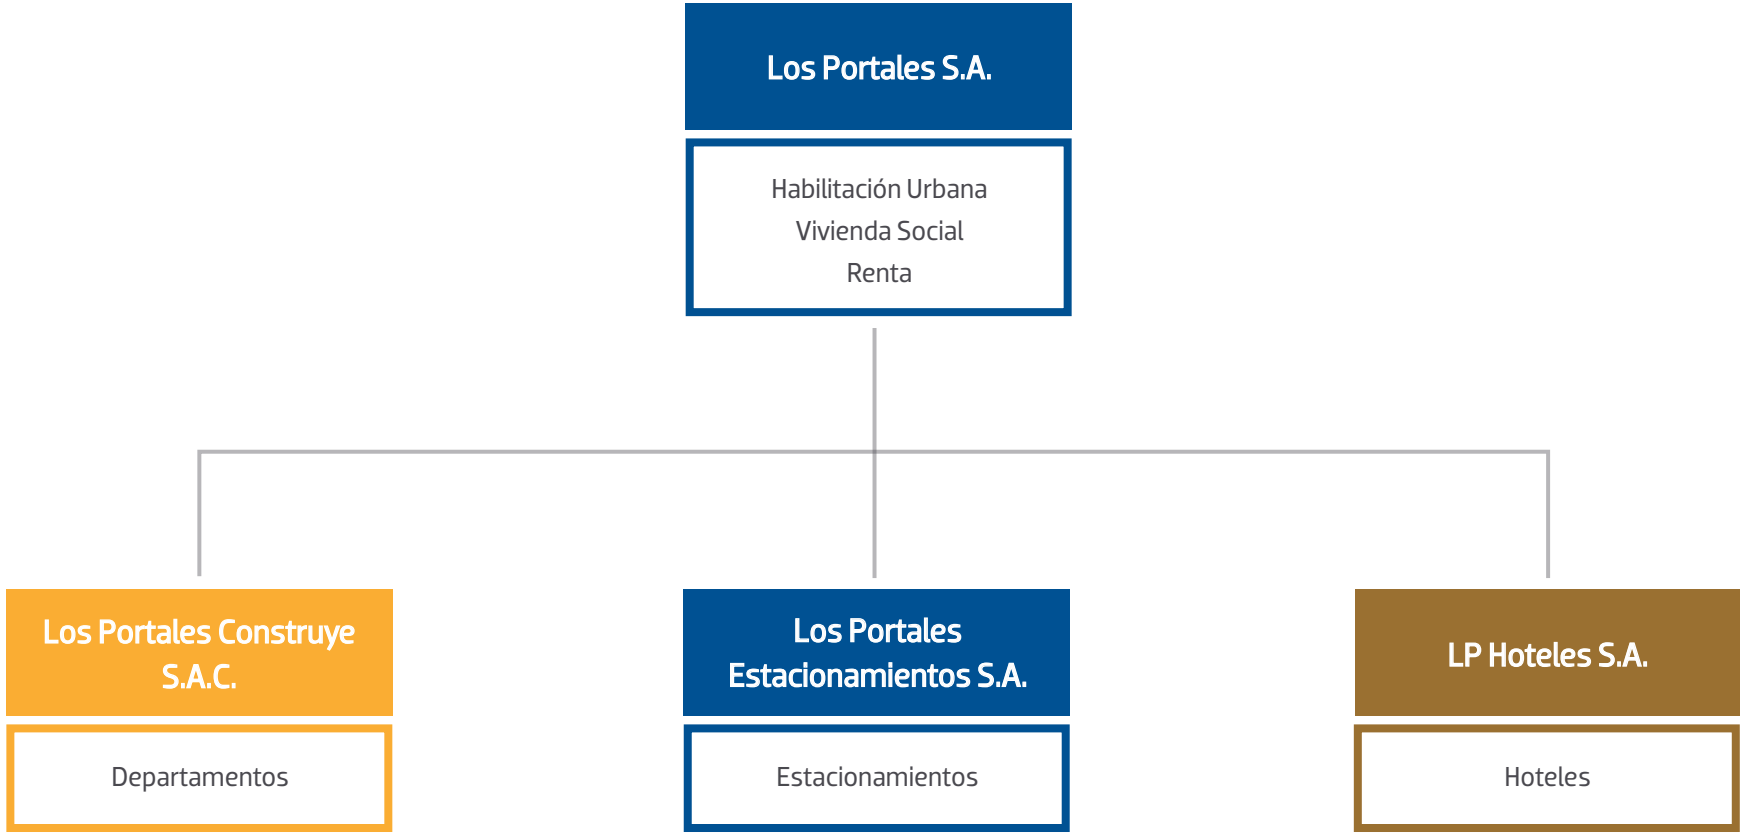 Los Portales S.A.
Habilitación Urbana
Vivienda Social
Renta
Los Portales Construye
S.A.C.
Departamentos
Los Portales
Estacionamientos S.A.
Estacionamientos
LP Hoteles S.A.
Hoteles